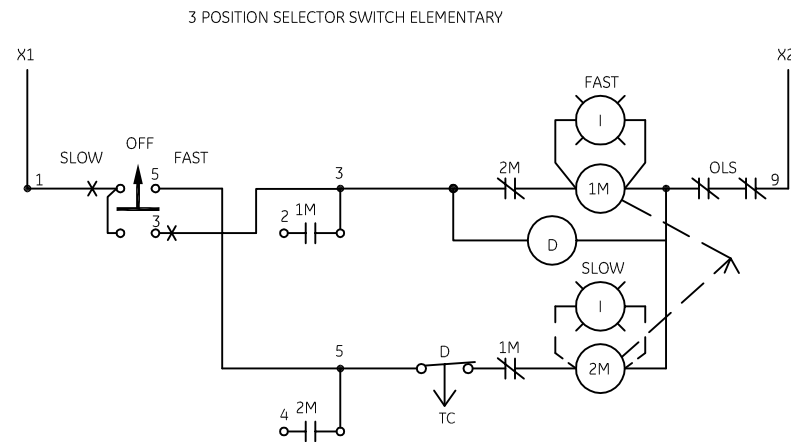 3 POSITION SELECTOR SWITCH ELEMENTARY
X1
X2
FAST
I
SLOW
OFF
FAST
1
5
3
2M
1M
OLS
9
3
2
1M
D
SLOW
I
5
D
1M
2M
TC
4
2M